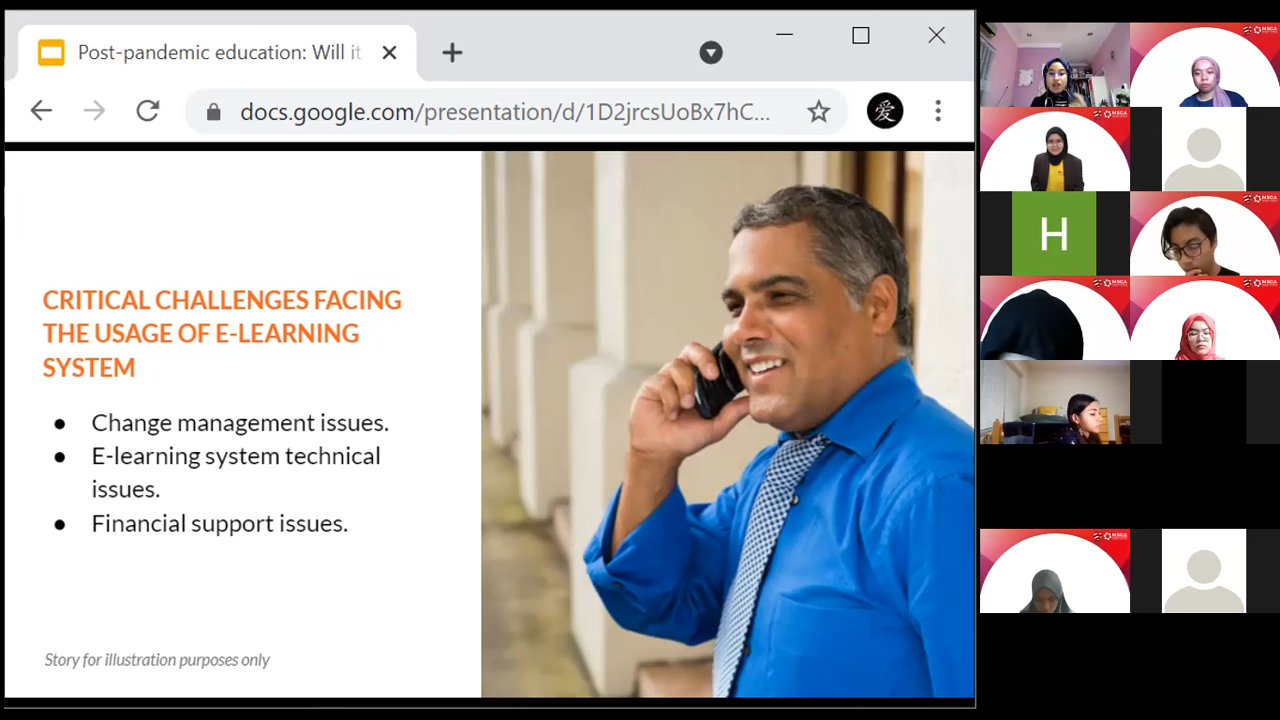 Post-pandemic education: Will it
docs.google.com/presentation/d/1D2jrcsUoBx7hC...
爱
CRITICAL CHALLENGES FACING
THE USAGE OF E-LEARNING
SYSTEM
● Change management issues.
● E-learning system technical
issues.
● Financial support issues.
Story for illustration purposes only
H